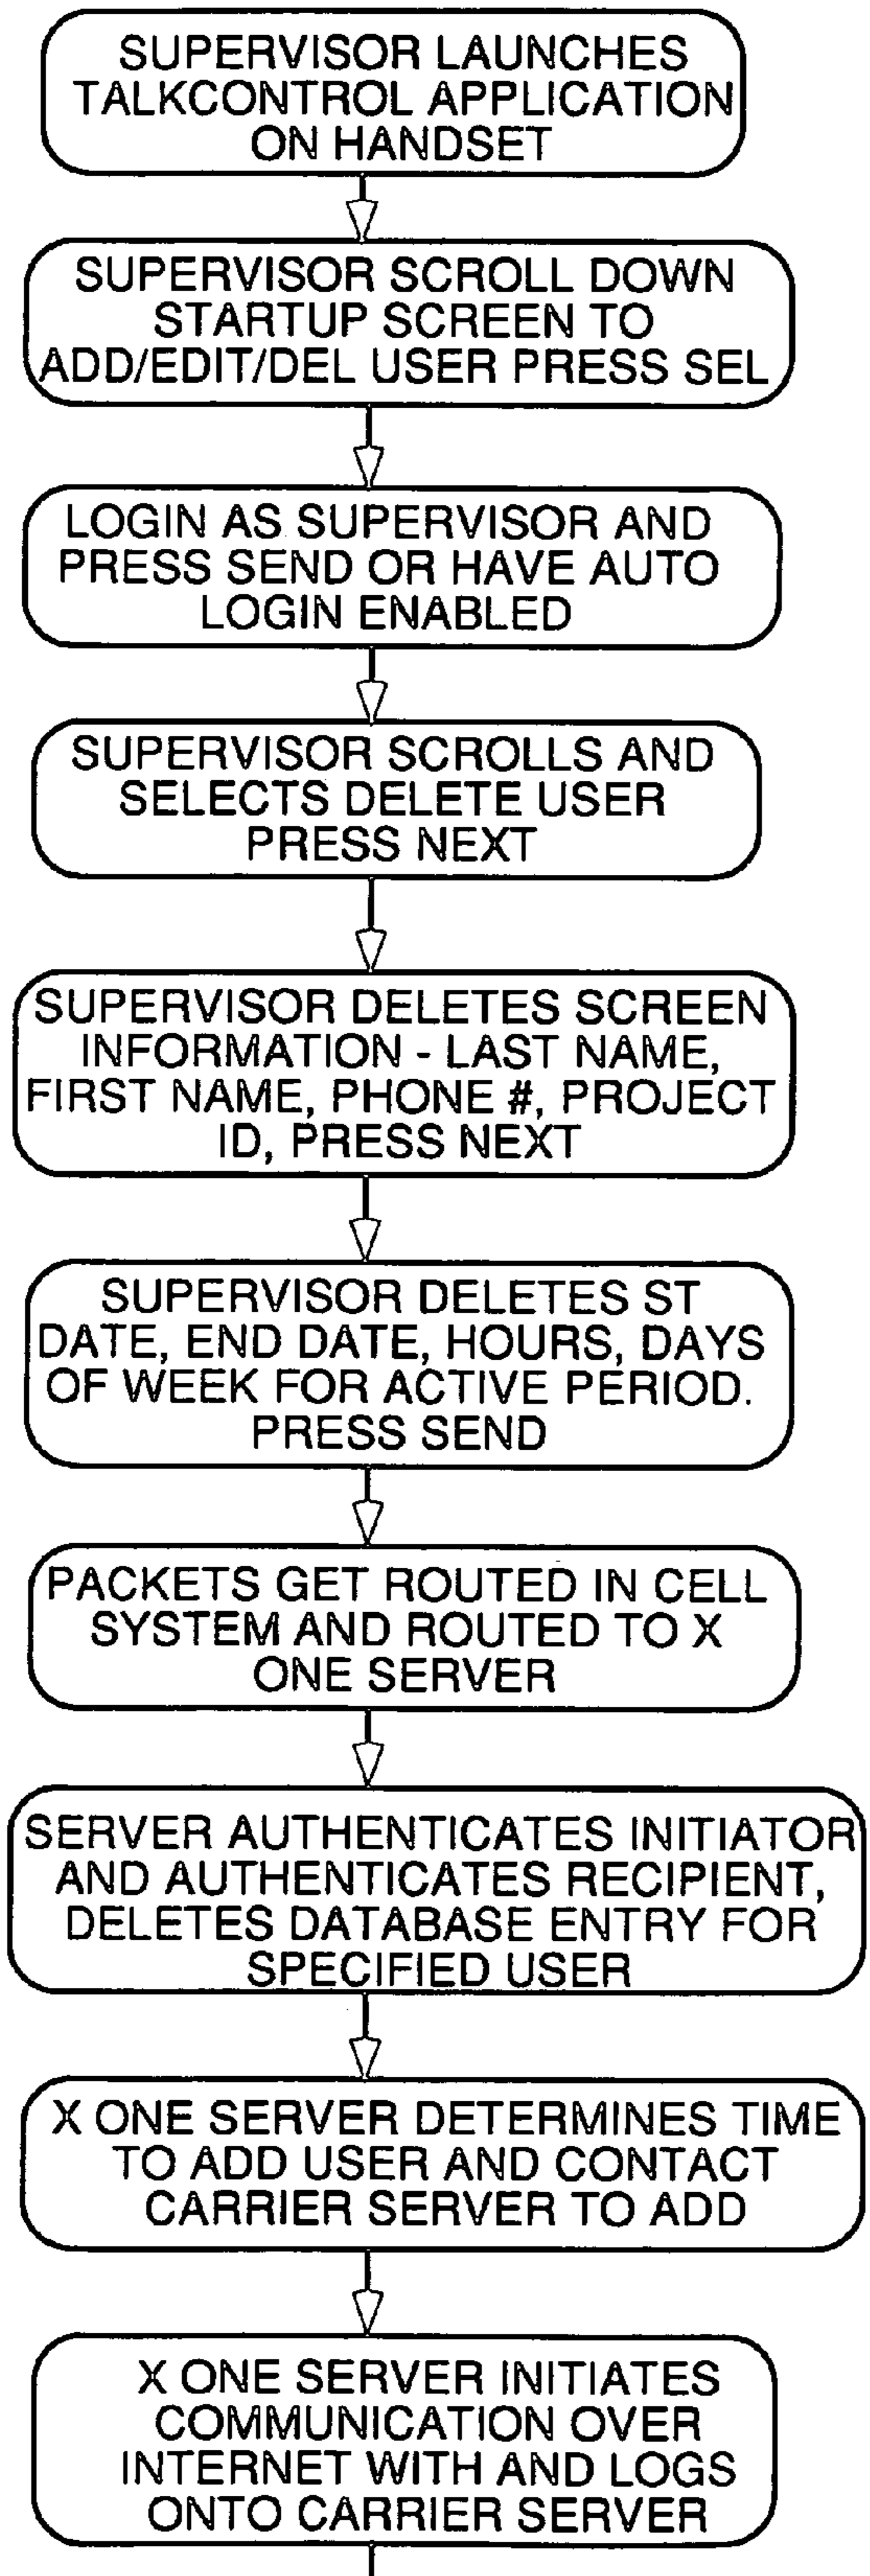 SUPERVISOR LAUNCHES
TALKCONTROL APPLICATION
ON HANDSET
SUPERVISOR SCROLL DOWN
STARTUP SCREEN TO
ADD/EDIT/DEL USER PRESS SEL
LOGIN AS SUPERVISOR AND
PRESS SEND OR HAVE AUTO
LOGIN ENABLED
SUPERVISOR SCROLLS AND
SELECTS DELETE USER
PRESS NEXT
SUPERVISOR DELETES SCREEN
INFORMATION - LAST NAME,
FIRST NAME, PHONE #, PROJECT
ID, PRESS NEXT
SUPERVISOR DELETES ST
DATE, END DATE, HOURS, DAYS
OF WEEK FOR ACTIVE PERIOD.
PRESS SEND
PACKETS GET ROUTED IN CELL
SYSTEM AND ROUTED TO X
ONE SERVER
SERVER AUTHENTICATES INITIATOR
AND AUTHENTICATES RECIPIENT,
DELETES DATABASE ENTRY FOR
SPECIFIED USER
X ONE SERVER DETERMINES TIME
TO ADD USER AND CONTACT
CARRIER SERVER TO ADD
X ONE SERVER INITIATES
COMMUNICATION OVER
INTERNET WITH AND LOGS
ONTO CARRIER SERVER